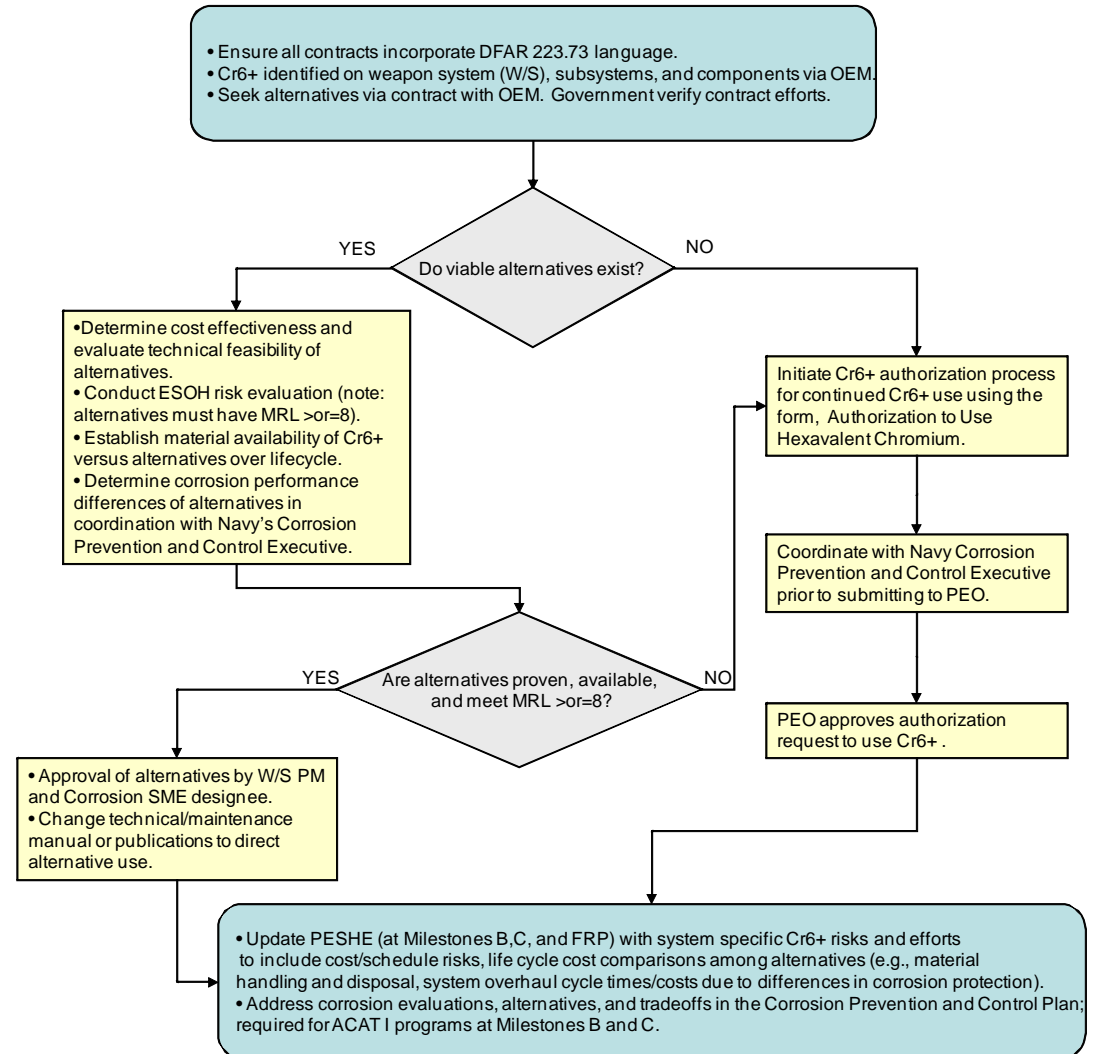 • Ensure all contracts incorporate DFAR 223.73 language.
• Cr6+ identified on weapon system (W/S), subsystems, and components via OEM.
• Seek alternatives via contract with OEM. Government verify contract efforts.
Do viable alternatives exist?
YES
NO
•Determine cost effectiveness and
evaluate technical feasibility of
alternatives.
• Conduct ESOH risk evaluation (note:
alternatives must have MRL >or=8).
• Establish material availability of Cr6+
versus alternatives over lifecycle.
• Determine corrosion performance
differences of alternatives in
coordination with Navy's Corrosion
Prevention and Control Executive.
Initiate Cr6+ authorization process
for continued Cr6+ use using the
form, Authorization to Use
Hexavalent Chromium.
Coordinate with Navy Corrosion
Prevention and Control Executive
prior to submitting to PEO.
Are alternatives proven, available,
and meet MRL >or=8?
YES
NO
PEO approves authorization
request to use Cr6+ .
• Approval of alternatives by W/S PM
and Corrosion SME designee.
• Change technical/maintenance
manual or publications to direct
alternative use.
• Update PESHE (at Milestones B,C, and FRP) with system specific Cr6+ risks and efforts
to include cost/schedule risks, life cycle cost comparisons among alternatives (e.g., material
handling and disposal, system overhaul cycle times/costs due to differences in corrosion protection).
• Address corrosion evaluations, alternatives, and tradeoffs in the Corrosion Prevention and Control Plan;
required for ACAT I programs at Milestones B and C.